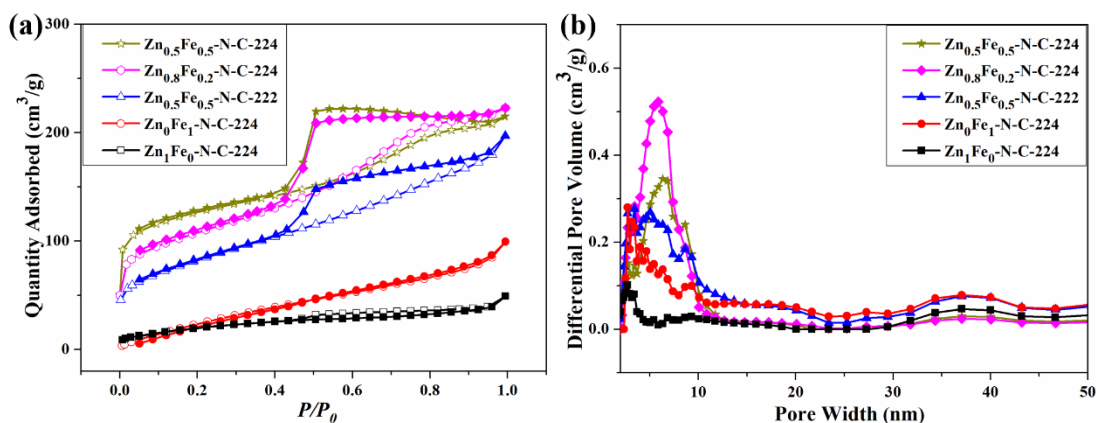 (a)
300
200
100
0
Quantity Adsorbed (cm³/g)
Zn₀.₅Fe₀.₅-N-C-224
Zn₀.₈Fe₀.₂-N-C-224
Zn₀.₅Fe₀.₅-N-C-222
Zn₀Fe₁-N-C-224
Zn₁Fe₀-N-C-224
0.0 0.2 0.4 0.6 0.8 1.0
P/P₀
(b)
0.6
0.4
0.2
0.0
Differential Pore Volume (cm³/g)
Zn₀.₅Fe₀.₅-N-C-224
Zn₀.₈Fe₀.₂-N-C-224
Zn₀.₅Fe₀.₅-N-C-222
Zn₀Fe₁-N-C-224
Zn₁Fe₀-N-C-224
10 20 30 40 50
Pore Width (nm)